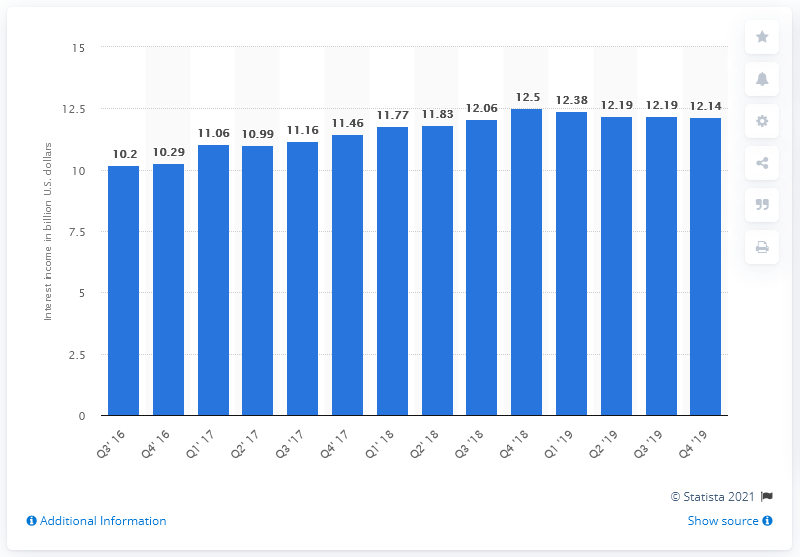 15
12.5
10
7.5
5
2.5
0
Interest income in billion U.S. dollars
10.2
10.29
11.06
10.99
11.16
11.46
11.77
11.83
12.06
12.5
12.38
12.19
12.19
12.14
Q3' 16
Q4' 16
Q1' 17
Q2' 17
Q3' '17
Q4' 17
Q1' 18
Q2' 18
Q3 '18
Q4 '18
Q1 '19
Q2 '19
Q3 '19
Q4 '19
© Statista 2021
Additional Information
Show source